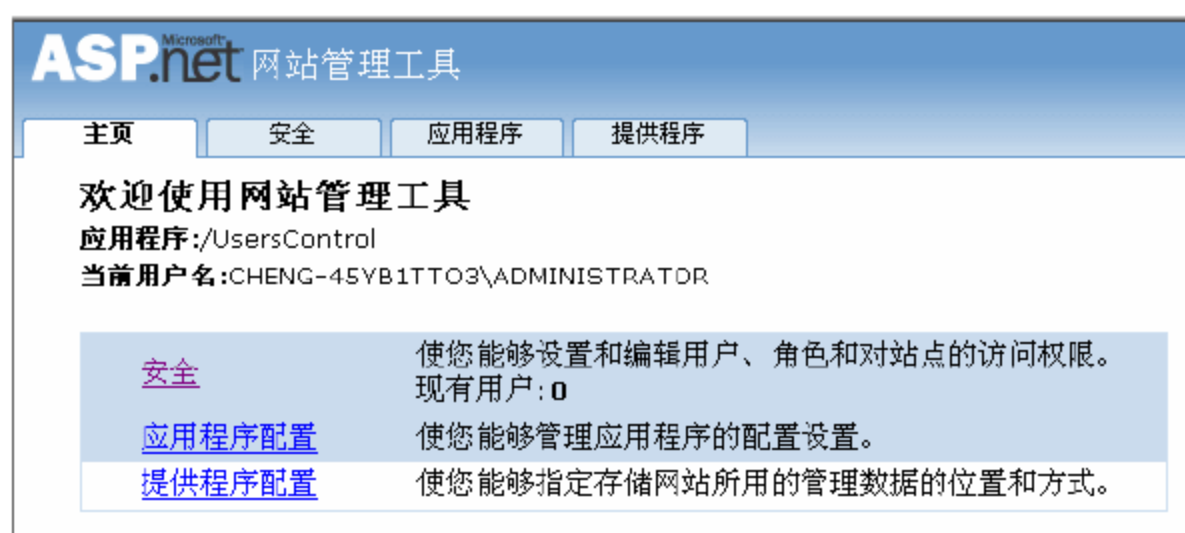 ASP.net Microsoft 网站管理工具
主页 安全 应用程序 提供程序
欢迎使用网站管理工具
应用程序:/UsersControl
当前用户名:CHENG-45YB1TTO3\ADMINISTRATOR
安全 使您能够设置和编辑用户、角色和对站点的访问权限。
现有用户:0
应用程序配置 使您能够管理应用程序的配置设置。
提供程序配置 使您能够指定存储网站所用的管理数据的位置和方式。